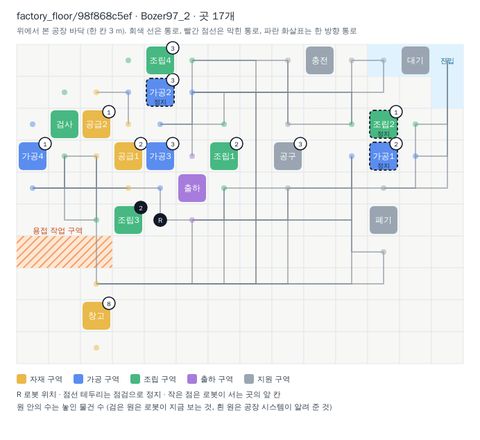 factory_floor/98f868c5ef · Bozer97_2 · 곳 17개
위에서 본 공장 바닥 (한 칸 3 m). 회색 선은 통로, 빨간 점선은 막힌 통로, 파란 화살표는 한 방향 통로
조립4 3 충전 대기 진입
가공2 3 정지
검사 공급2 1 조립2 1 정지
가공4 1 공급1 2 가공3 3 조립1 2 공구 3 가공1 2 정지
출하
조립3 2 R 폐기
용접 작업 구역
창고 8
자재 구역 가공 구역 조립 구역 출하 구역 지원 구역
R 로봇 위치 · 점선 테두리는 점검으로 정지 · 작은 점은 로봇이 서는 곳의 앞 칸
원 안의 수는 놓인 물건 수 (검은 원은 로봇이 지금 보는 것, 흰 원은 공장 시스템이 알려 준 것)